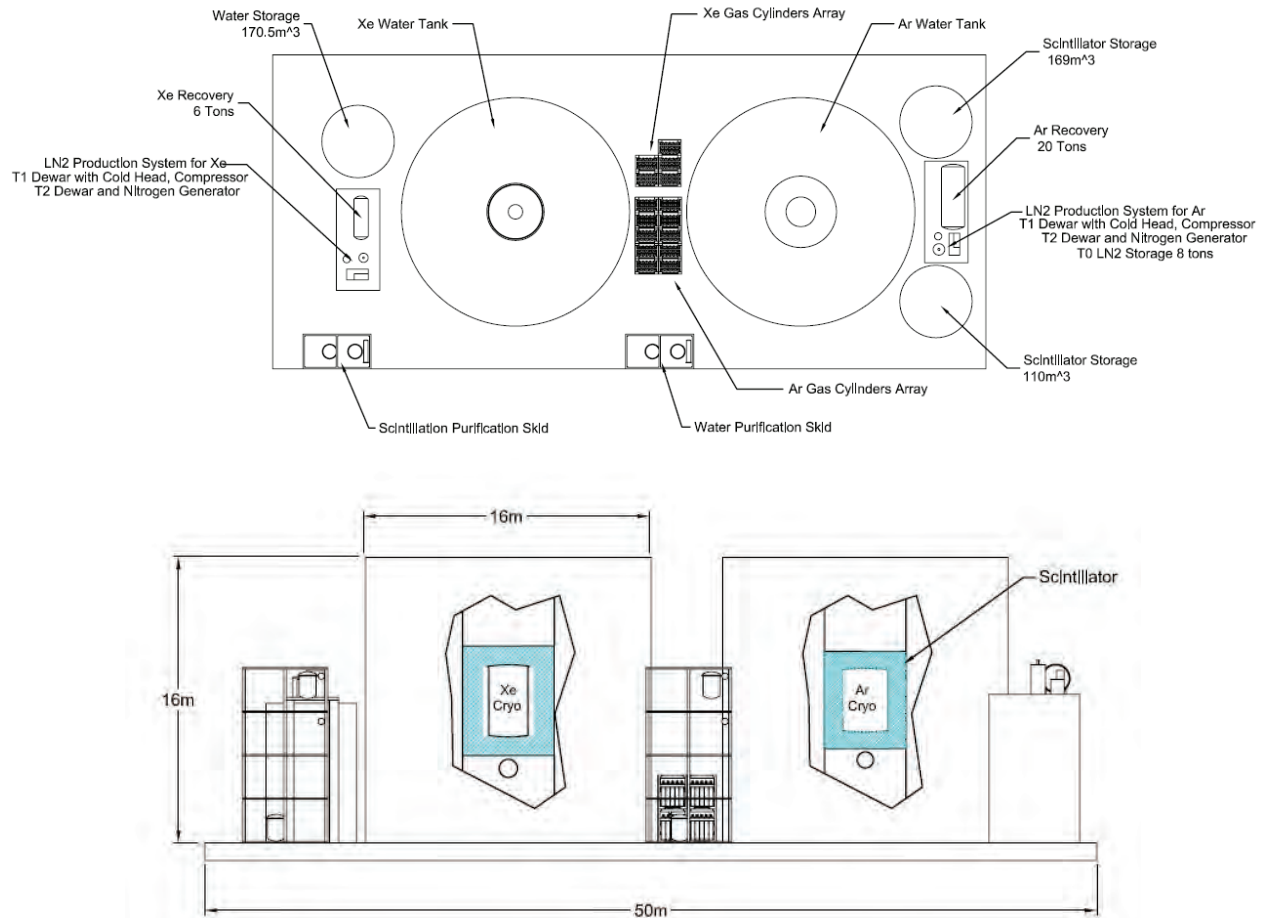 Water Storage
170.5m^3
Xe Water Tank
Xe Gas Cylinders Array
Ar Water Tank
Scintillator Storage
169m^3
Xe Recovery
6 Tons
Ar Recovery
20 Tons
LN2 Production System for Xe
T1 Dewar with Cold Head, Compressor
T2 Dewar and Nitrogen Generator
LN2 Production System for Ar
T1 Dewar with Cold Head, Compressor
T2 Dewar and Nitrogen Generator
T0 LN2 Storage 8 tons
Scintillator Storage
110m^3
Ar Gas Cylinders Array
Scintillation Purification Skid
Water Purification Skid
16m
Scintillator
16m
Xe
Cryo
Ar
Cryo
50m